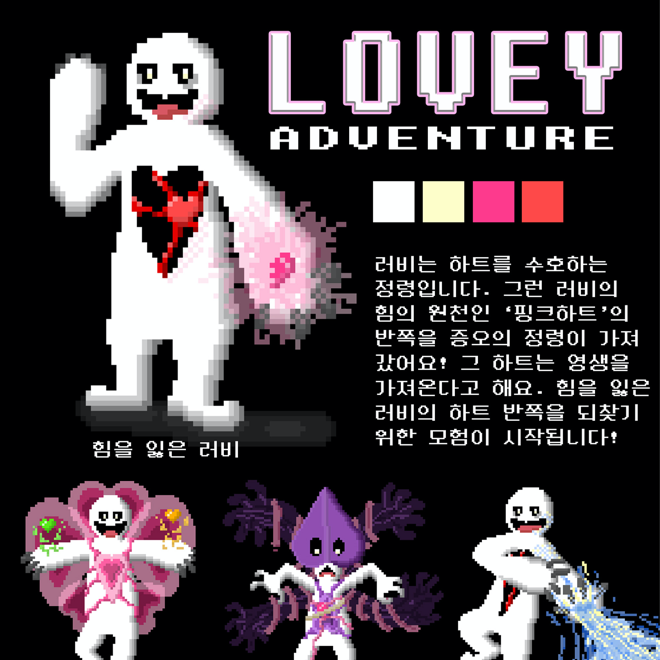 LOVEY
ADVENTURE
러비는 하트를 수호하는
정령입니다. 그런 러비의
힘의 원천인 ‘핑크하트’의
반쪽을 증오의 정령이 가져
갔어요! 그 하트는 영생을
가져온다고 해요. 힘을 잃은
러비의 하트 반쪽을 되찾기
위한 모험이 시작됩니다!
힘을 잃은 러비